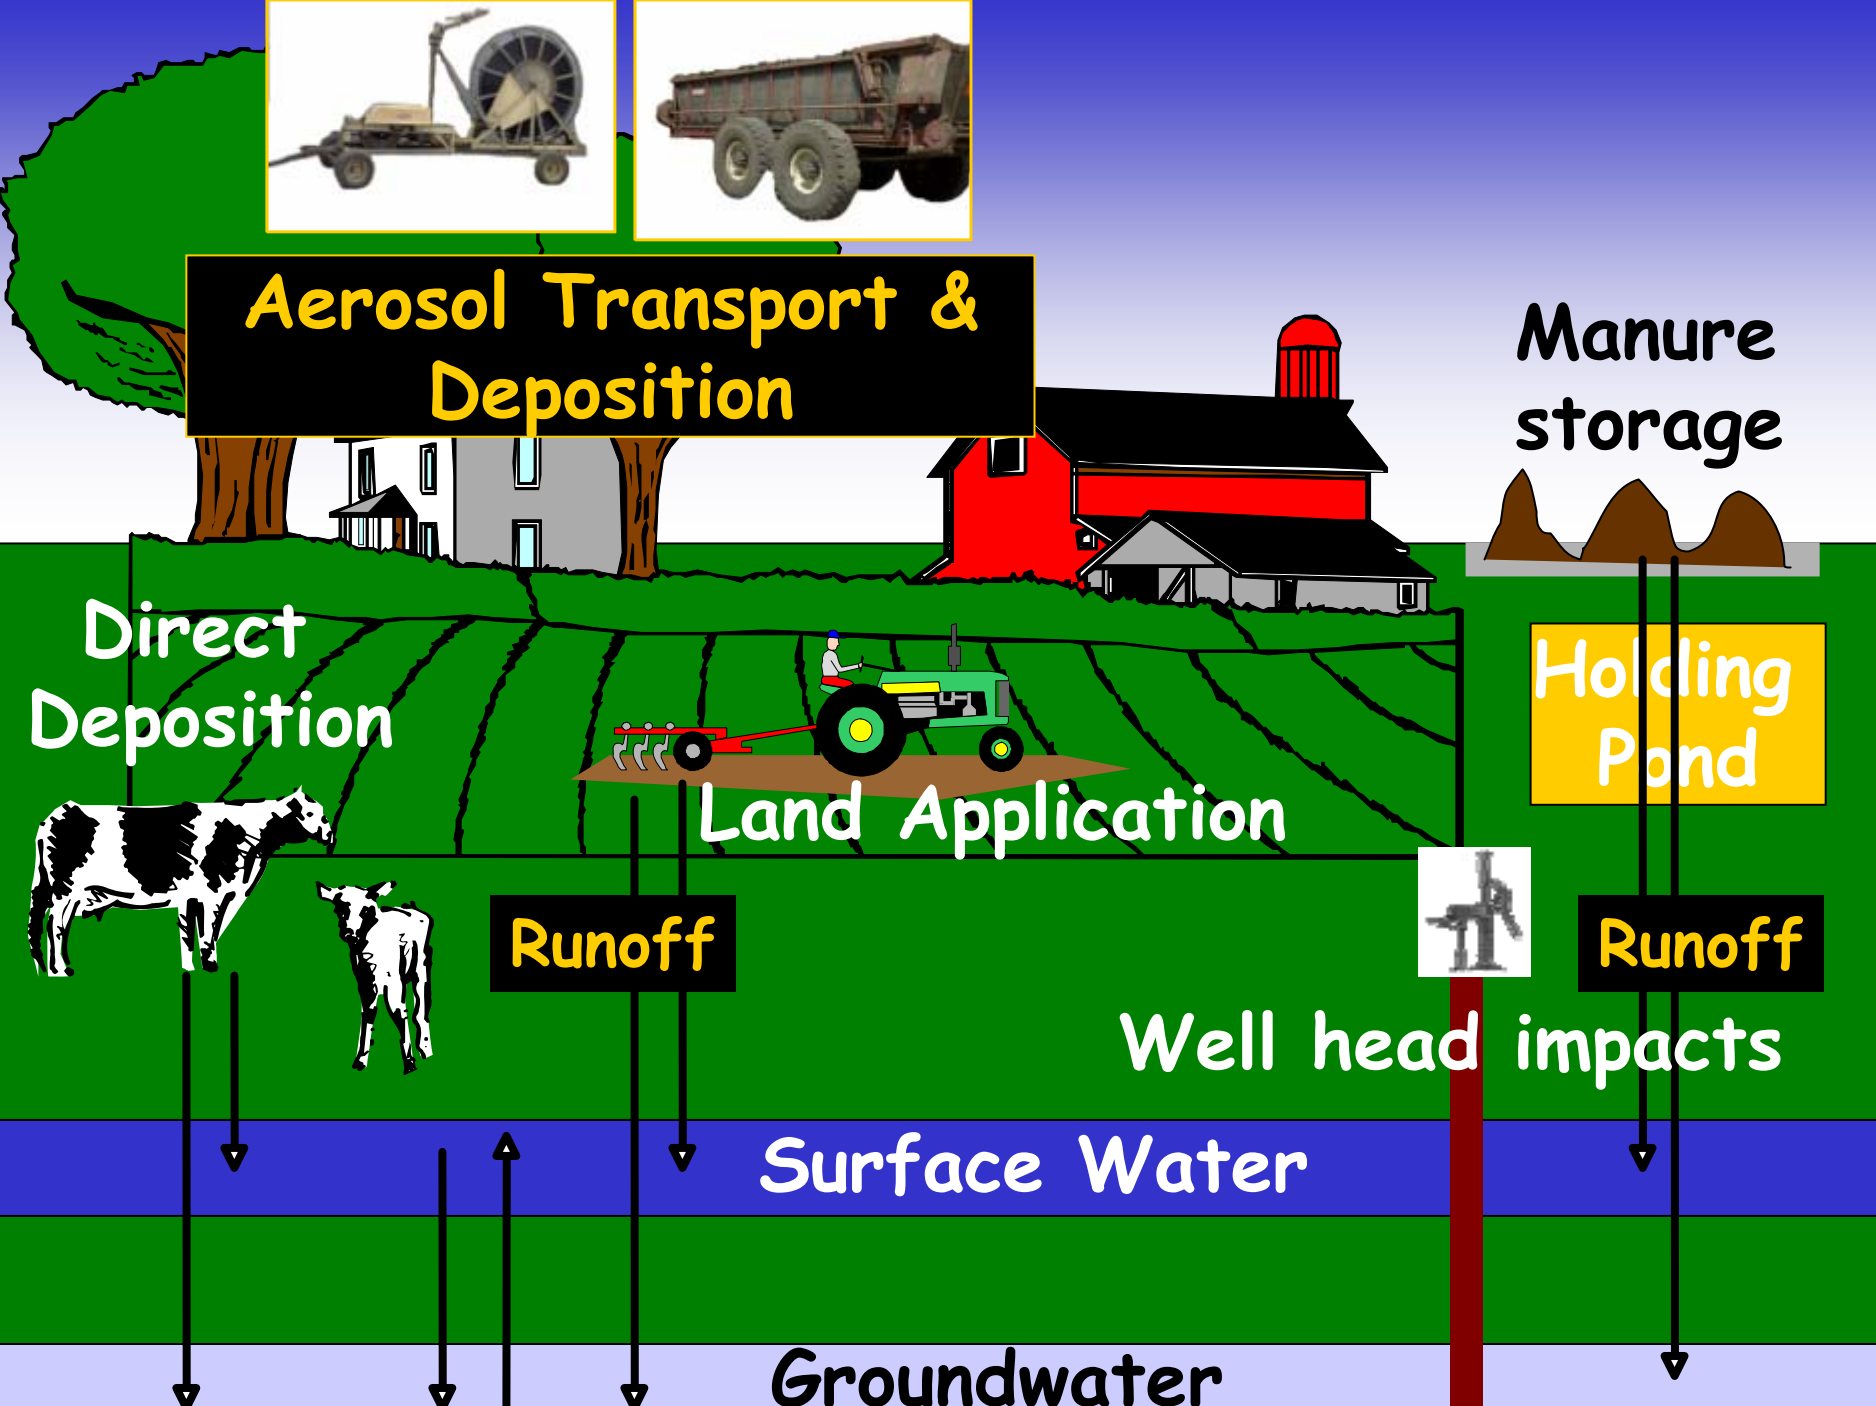 Aerosol Transport &
Deposition
Manure
storage
Direct
Deposition
Holding
Pond
Land Application
Runoff
Runoff
Well head impacts
Surface Water
Groundwater